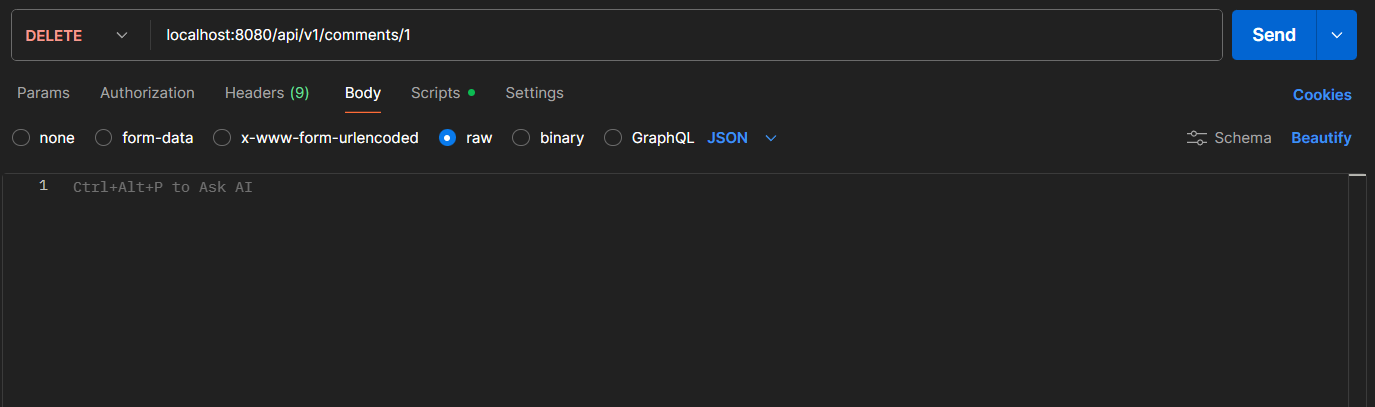 DELETE localhost:8080/api/v1/comments/1 Send
Params Authorization Headers (9) Body Scripts Settings Cookies
none form-data x-www-form-urlencoded raw binary GraphQL JSON Schema Beautify
1 Ctrl+Alt+P to Ask AI